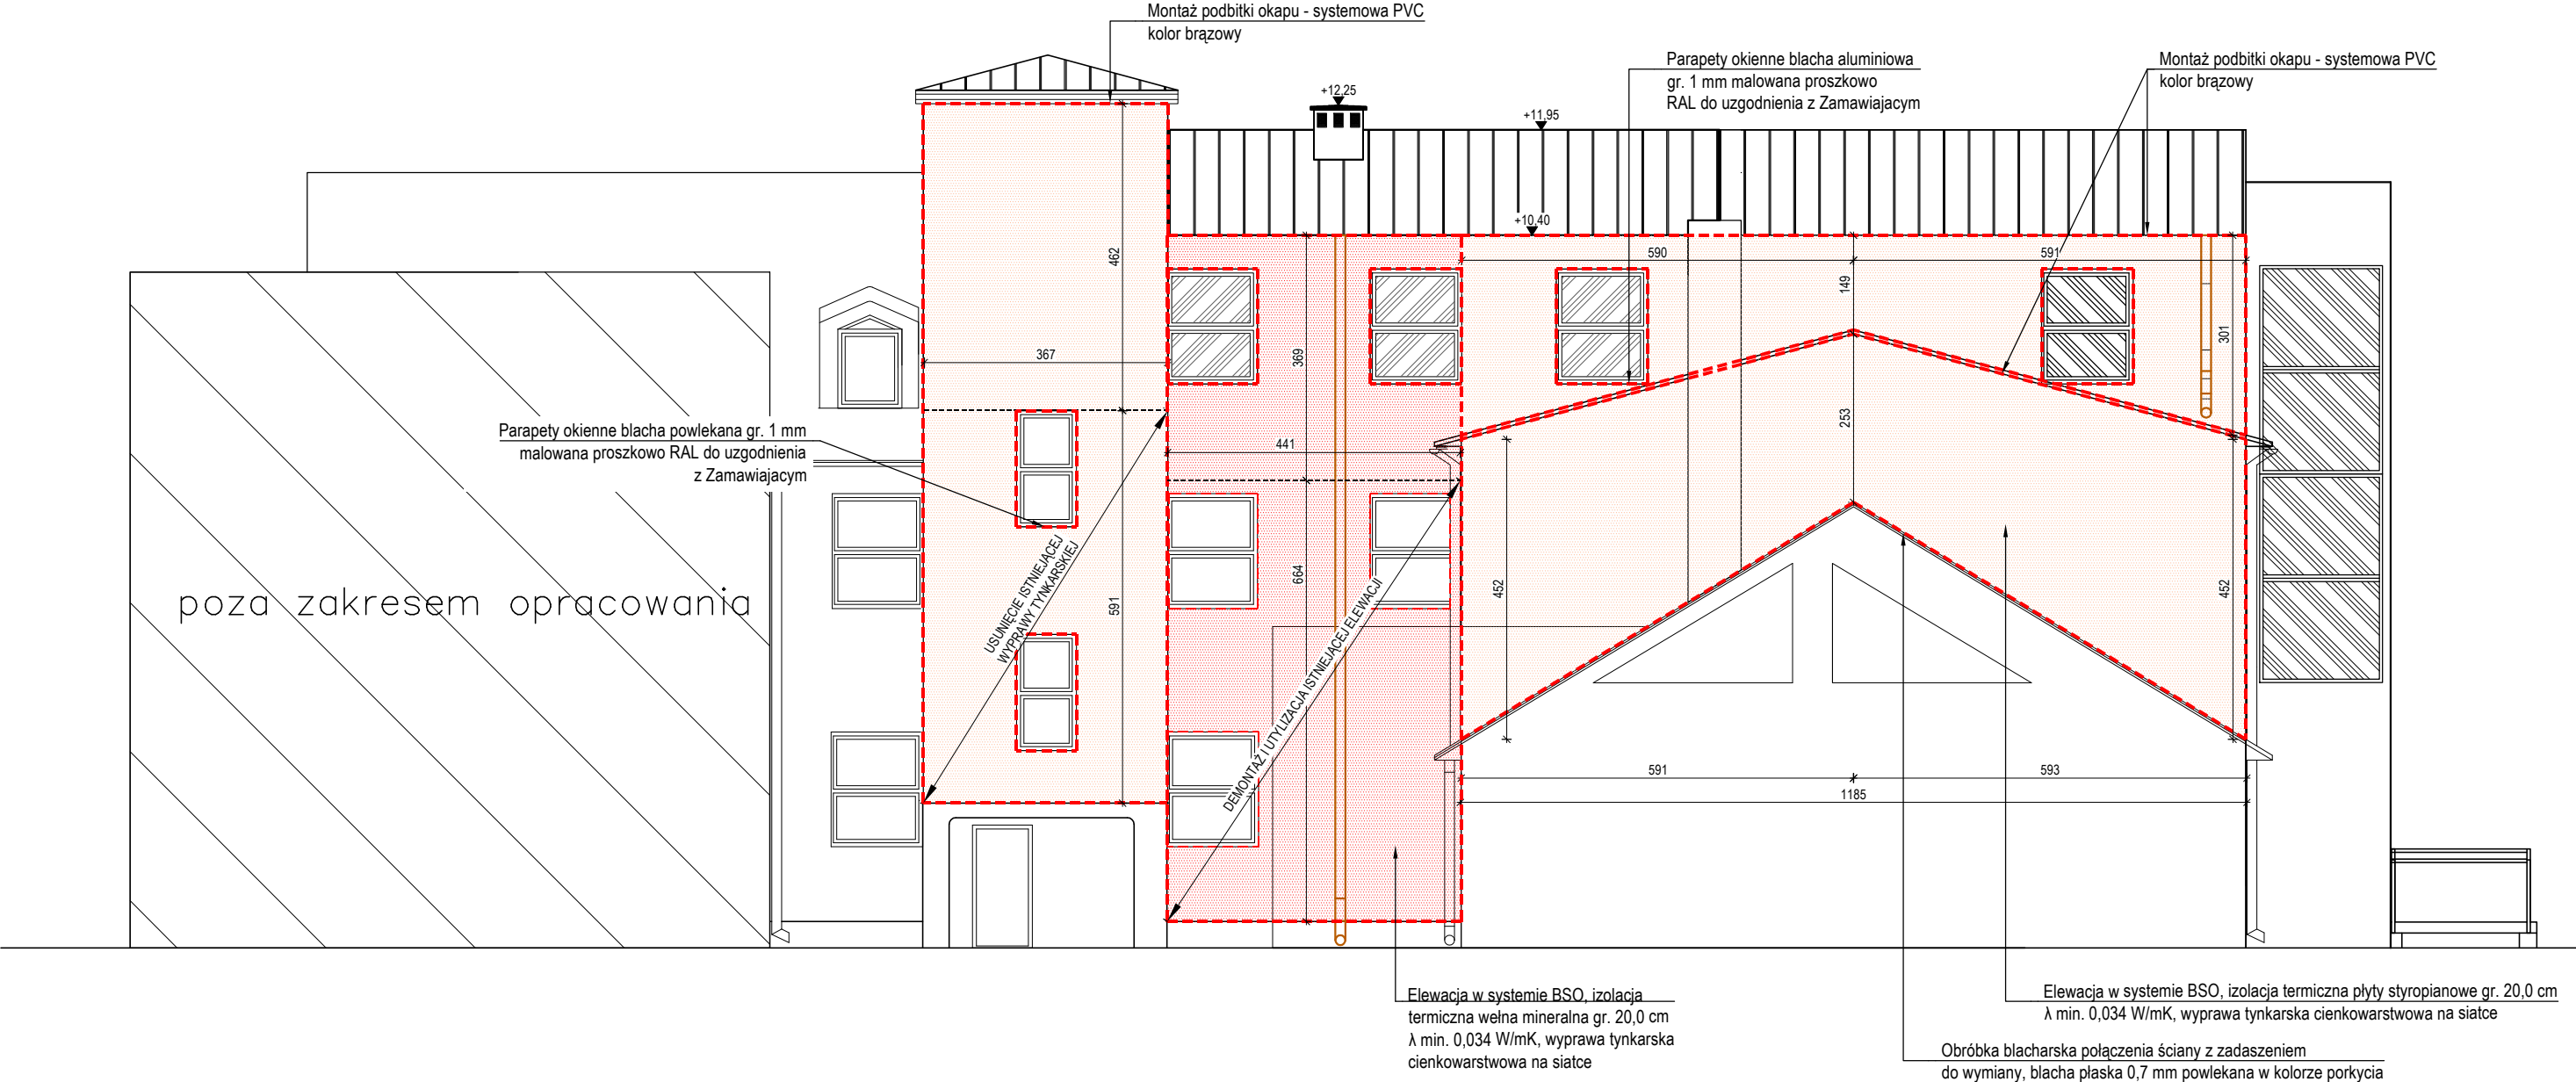 Montaż podbitki okapu - systemowa PVC
kolor brązowy
Parapety okienne blacha aluminiowa
gr. 1 mm malowana proszkowo
RAL do uzgodnienia z Zamawiajacym
Montaż podbitki okapu - systemowa PVC
kolor brązowy
+12,25
+11,95
+10,40
462
590
591
149
301
367
369
253
Parapety okienne blacha powlekana gr. 1 mm
malowana proszkowo RAL do uzgodnienia
z Zamawiajacym
441
USUNIĘCIE ISTNIEJĄCEJ
WYPRAWY TYNKARSKIEJ
591
664
452
452
poza zakresem opracowania
DEMONTAŻ I UTYLIZACJA ISTNIEJĄCEJ ELEWACJI
591
593
1185
Elewacja w systemie BSO, izolacja
termiczna wełna mineralna gr. 20,0 cm
λ min. 0,034 W/mK, wyprawa tynkarska
cienkowarstwowa na siatce
Elewacja w systemie BSO, izolacja termiczna płyty styropianowe gr. 20,0 cm
λ min. 0,034 W/mK, wyprawa tynkarska cienkowarstwowa na siatce
Obróbka blacharska połączenia ściany z zadaszeniem
do wymiany, blacha płaska 0,7 mm powlekana w kolorze porkycia